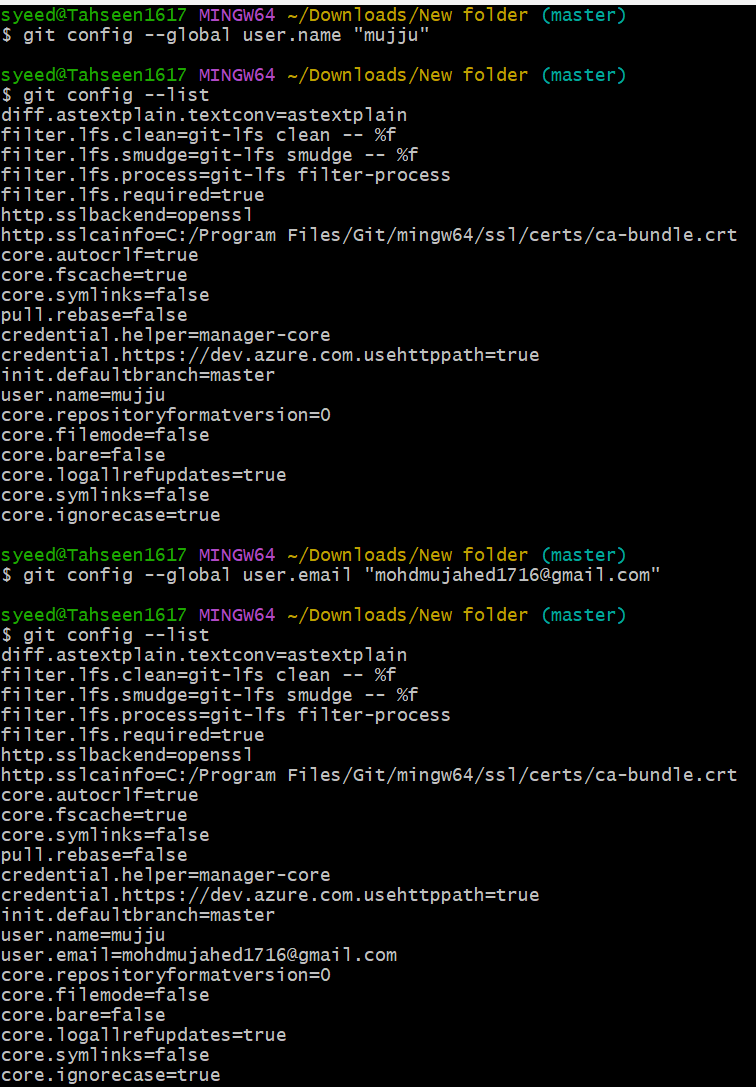 syeed@Tahseen1617 MINGW64 ~/Downloads/New folder (master)
$ git config --global user.name "mujju"
syeed@Tahseen1617 MINGW64 ~/Downloads/New folder (master)
$ git config --list
diff.astextplain.textconv=astextplain
filter.lfs.clean=git-lfs clean -- %f
filter.lfs.smudge=git-lfs smudge -- %f
filter.lfs.process=git-lfs filter-process
filter.lfs.required=true
http.sslbackend=openssl
http.sslcainfo=C:/Program Files/Git/mingw64/ssl/certs/ca-bundle.crt
core.autocrlf=true
core.fscache=true
core.symlinks=false
pull.rebase=false
credential.helper=manager-core
credential.https://dev.azure.com.usehttppath=true
init.defaultbranch=master
user.name=mujju
core.repositoryformatversion=0
core.filemode=false
core.bare=false
core.logallrefupdates=true
core.symlinks=false
core.ignorecase=true
syeed@Tahseen1617 MINGW64 ~/Downloads/New folder (master)
$ git config --global user.email "mohdmujahed1716@gmail.com"
syeed@Tahseen1617 MINGW64 ~/Downloads/New folder (master)
$ git config --list
diff.astextplain.textconv=astextplain
filter.lfs.clean=git-lfs clean -- %f
filter.lfs.smudge=git-lfs smudge -- %f
filter.lfs.process=git-lfs filter-process
filter.lfs.required=true
http.sslbackend=openssl
http.sslcainfo=C:/Program Files/Git/mingw64/ssl/certs/ca-bundle.crt
core.autocrlf=true
core.fscache=true
core.symlinks=false
pull.rebase=false
credential.helper=manager-core
credential.https://dev.azure.com.usehttppath=true
init.defaultbranch=master
user.name=mujju
user.email=mohdmujahed1716@gmail.com
core.repositoryformatversion=0
core.filemode=false
core.bare=false
core.logallrefupdates=true
core.symlinks=false
core.ignorecase=true